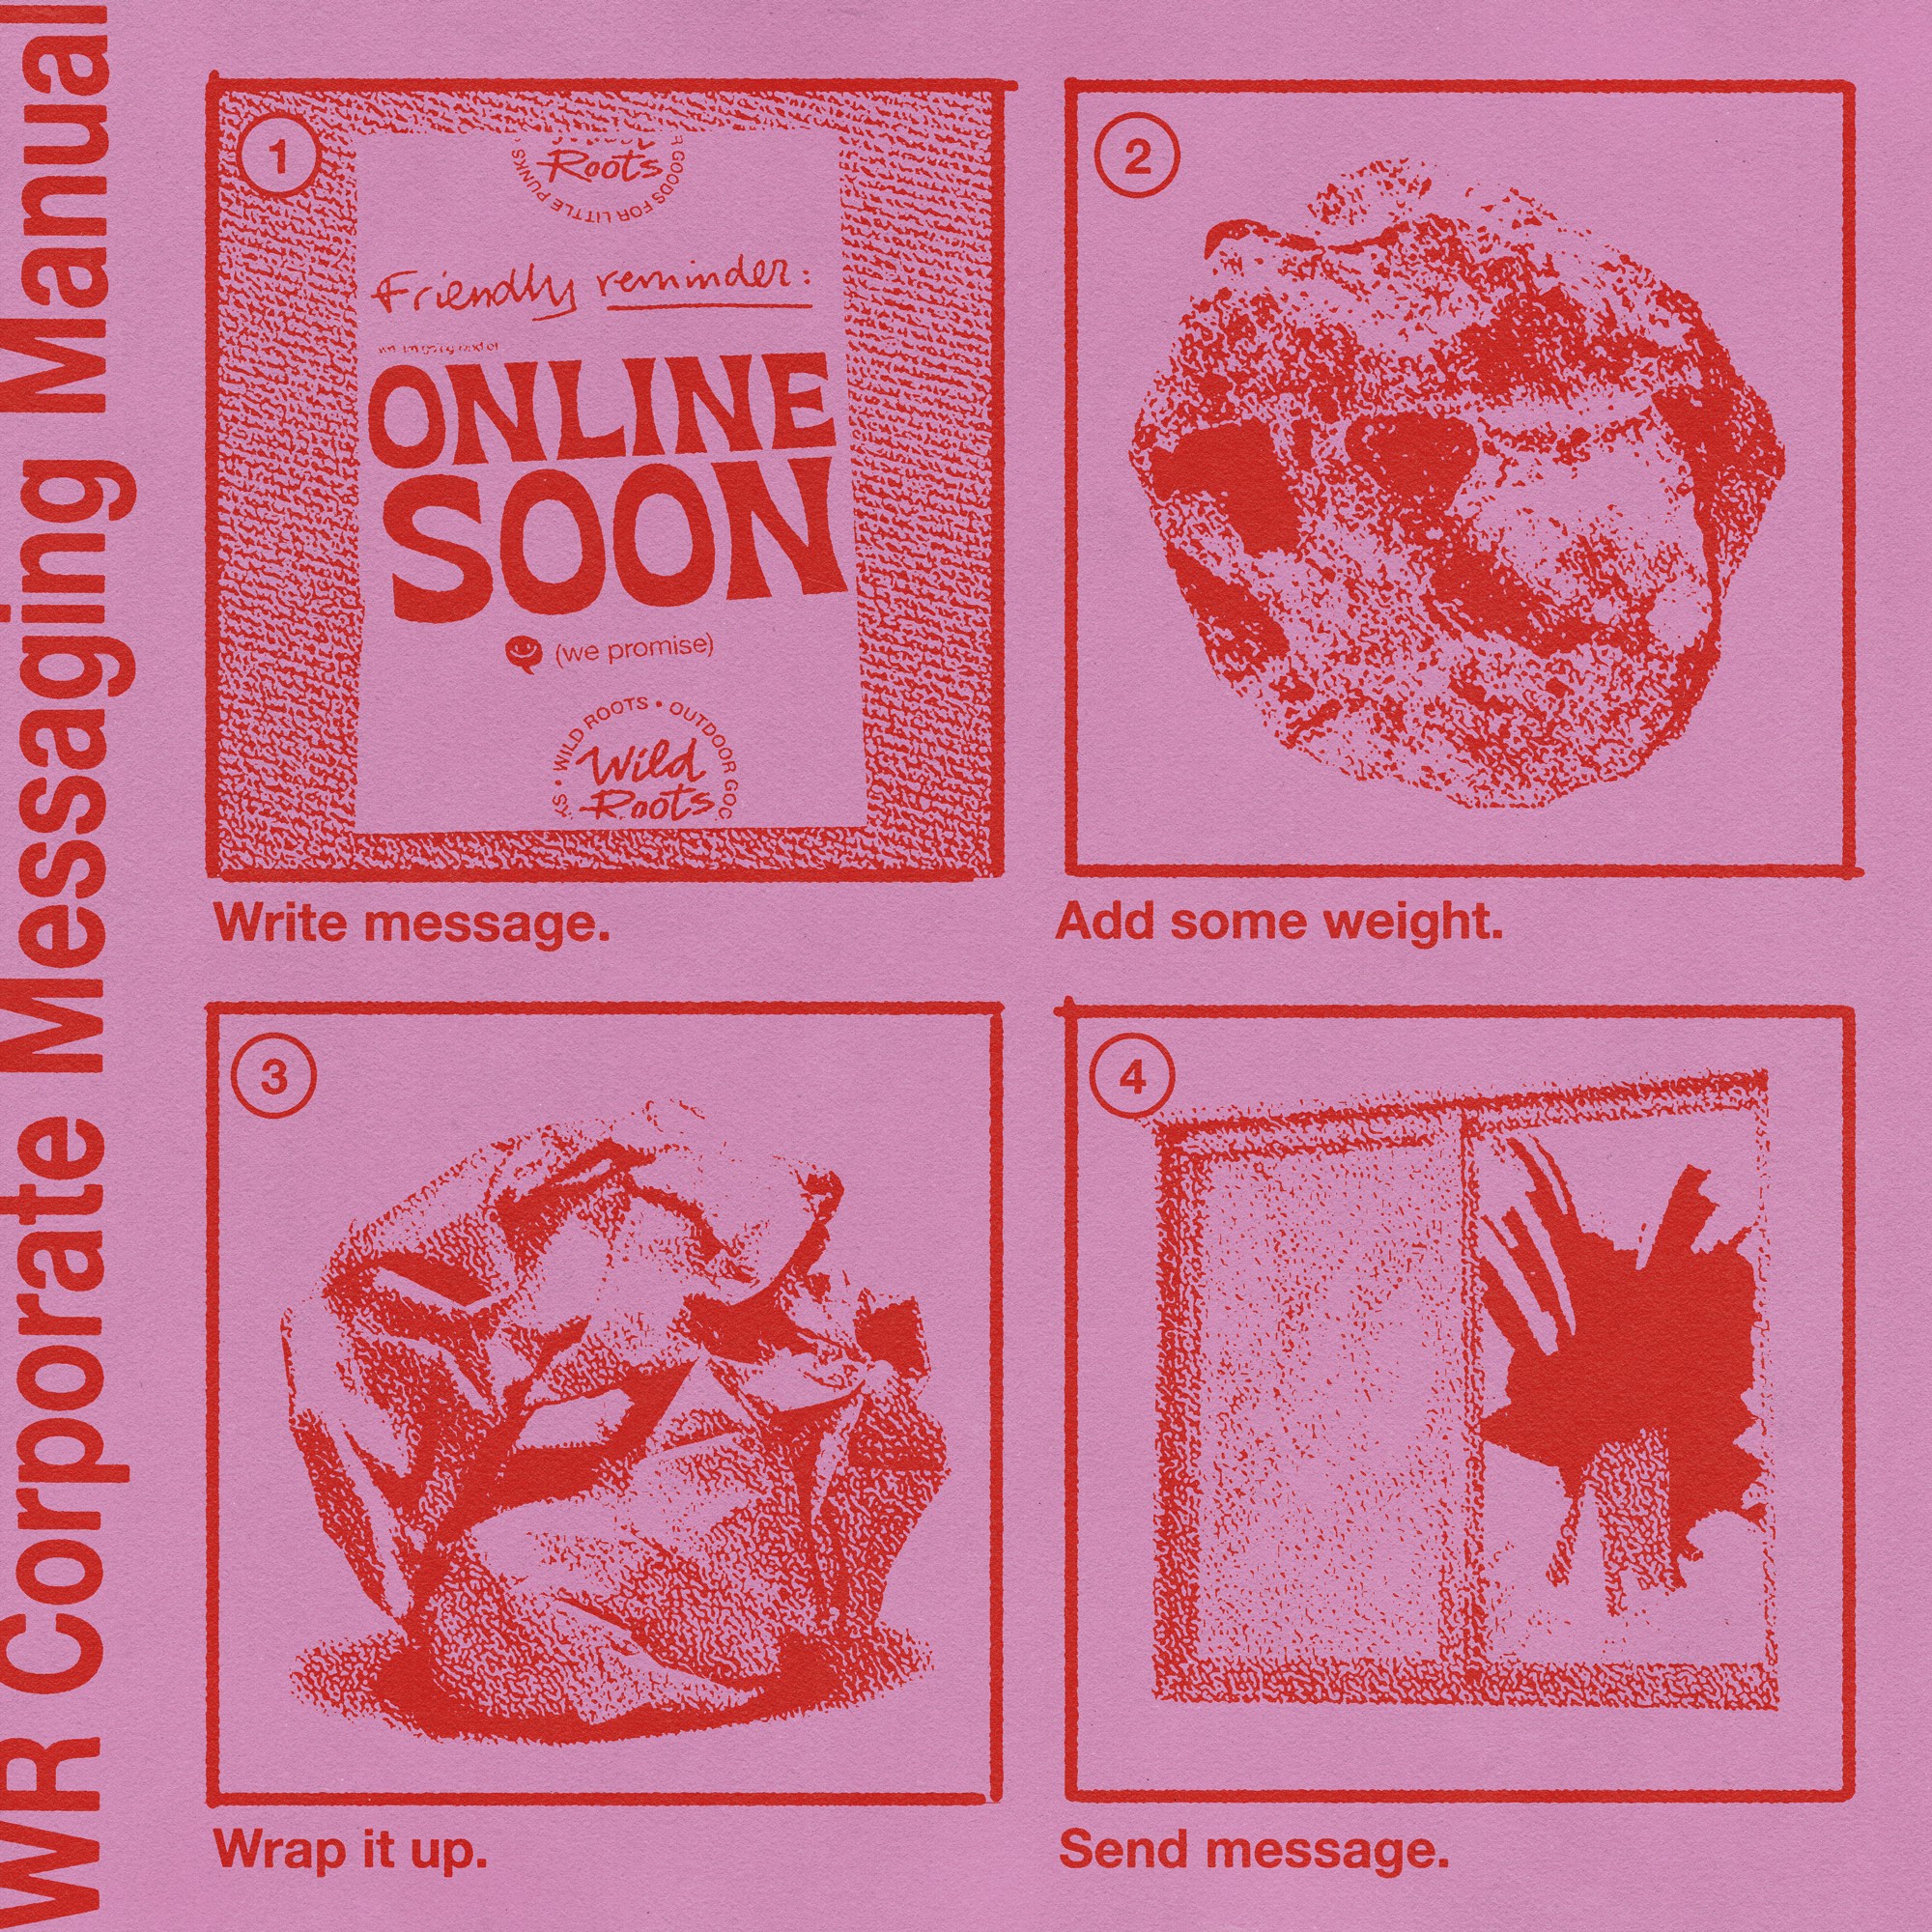 WR Corporate Messaging Manual
1
Roots
R GOODS FOR LITTLE PUNKS
Friendly reminder:
ONLINE
SOON
(we promise)
WILD ROOTS • OUTDOOR GOO
Wild
Roots
Write message.
2
Add some weight.
3
Wrap it up.
4
Send message.